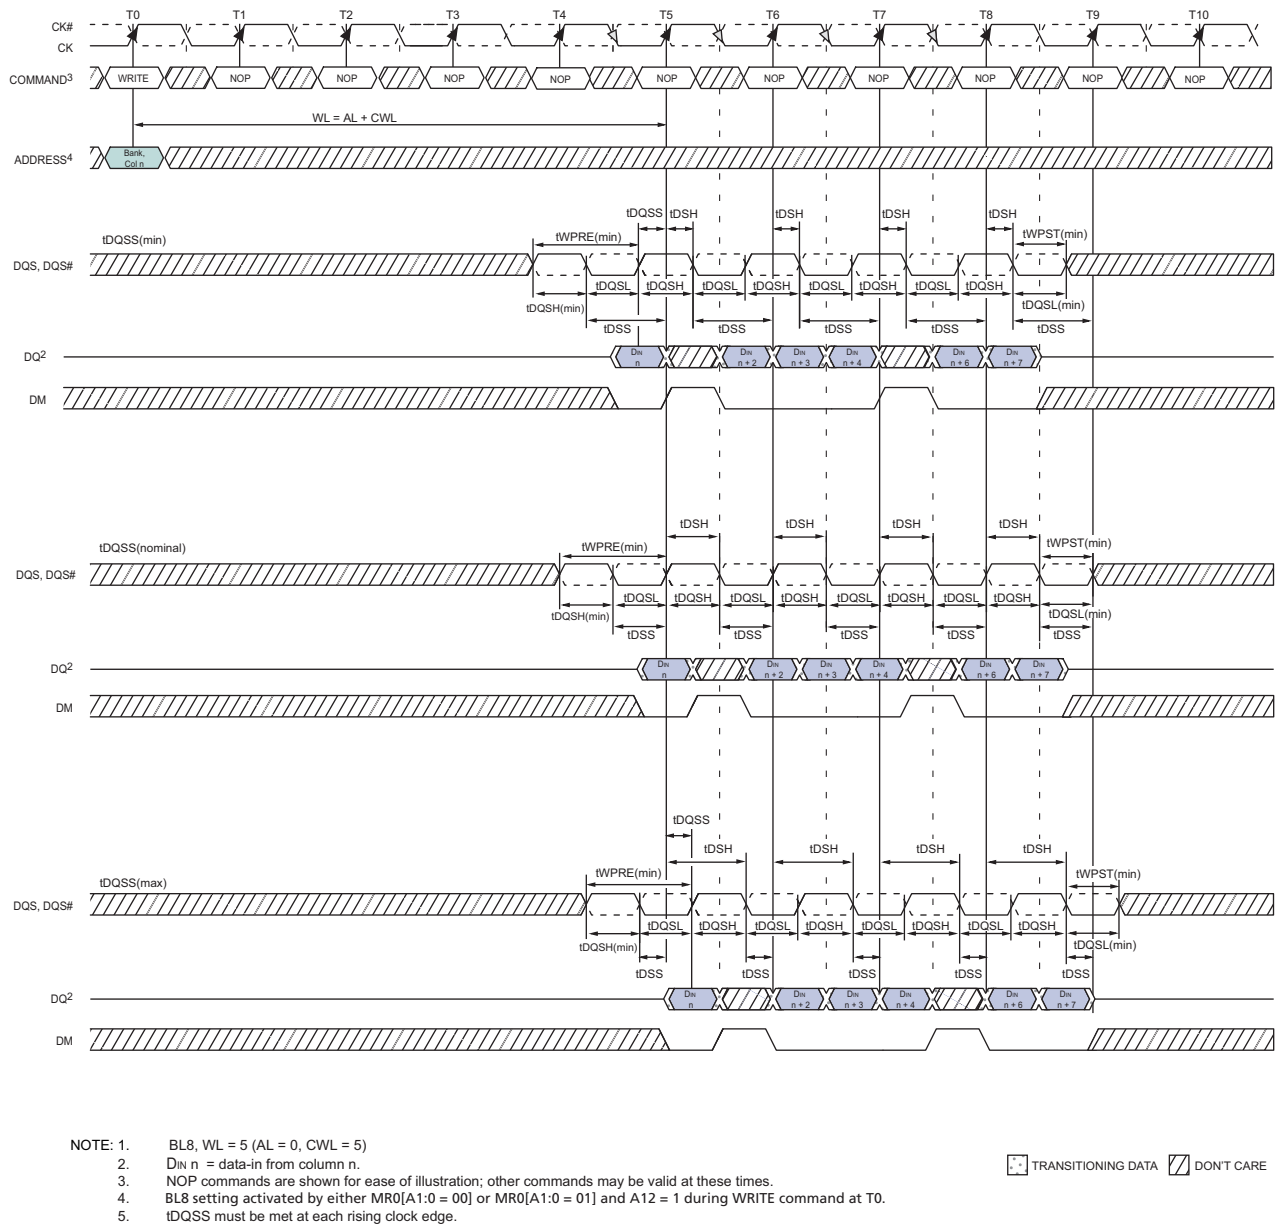 T0 T1 T2 T3 T4 T5 T6 T7 T8 T9 T10
CK#
CK
COMMAND3 WRITE NOP NOP NOP NOP NOP NOP NOP NOP NOP NOP
WL = AL + CWL
ADDRESS4 Bank,
Col n
tDQSS tDSH tDSH tDSH tDSH
tDQSS(min) tWPRE(min) tWPST(min)
DQS, DQS#
tDQSL tDQSH tDQSL tDQSH tDQSL tDQSH tDQSL tDQSH
tDQSH(min) tDQSL(min)
tDSS tDSS tDSS tDSS tDSS
DQ2 DIN DIN DIN DIN DIN DIN
n n + 2 n + 3 n + 4 n + 6 n + 7
DM
tDSH tDSH tDSH tDSH
tDQSS(nominal) tWPRE(min) tWPST(min)
DQS, DQS#
tDQSL tDQSH tDQSL tDQSH tDQSL tDQSH tDQSL tDQSH
tDQSH(min) tDQSL(min)
tDSS tDSS tDSS tDSS tDSS
DQ2 DIN DIN DIN DIN DIN DIN
n n + 2 n + 3 n + 4 n + 6 n + 7
DM
tDQSS
tDSH tDSH tDSH tDSH
tDQSS(max) tWPRE(min) tWPST(min)
DQS, DQS#
tDQSL tDQSH tDQSL tDQSH tDQSL tDQSH tDQSL tDQSH
tDQSH(min) tDQSL(min)
tDSS tDSS tDSS tDSS tDSS
DQ2 DIN DIN DIN DIN DIN DIN
n n + 2 n + 3 n + 4 n + 6 n + 7
DM
NOTE: 1. BL8, WL = 5 (AL = 0, CWL = 5)
2. DIN n = data-in from column n.
3. NOP commands are shown for ease of illustration; other commands may be valid at these times.
4. BL8 setting activated by either MR0[A1:0 = 00] or MR0[A1:0 = 01] and A12 = 1 during WRITE command at T0.
5. tDQSS must be met at each rising clock edge.
TRANSITIONING DATA DON'T CARE